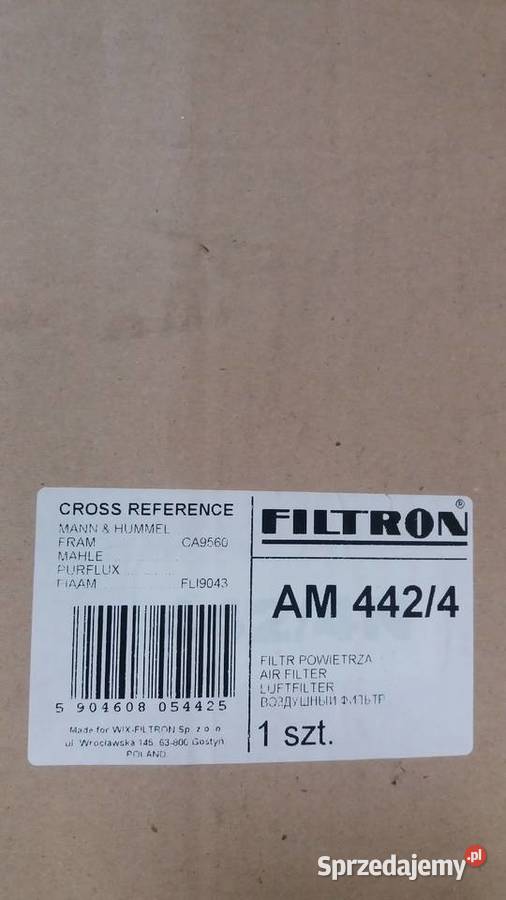 CROSS REFERENCE
MANN & HUMMEL
FRAM CA9560
MAHLE
PURFLUX
FIAAM FLI9043
5 904608 054425
Made for WIX-FILTRON Sp. z o.o.
ul. Wrocławska 145, 63-800 Gostyń
POLAND
FILTRON®
AM 442/4
FILTR POWIETRZA
AIR FILTER
LUFTFILTER
ВОЗДУШНЫЙ ФИЛЬТР
1 szt.
Sprzedajemy.pl